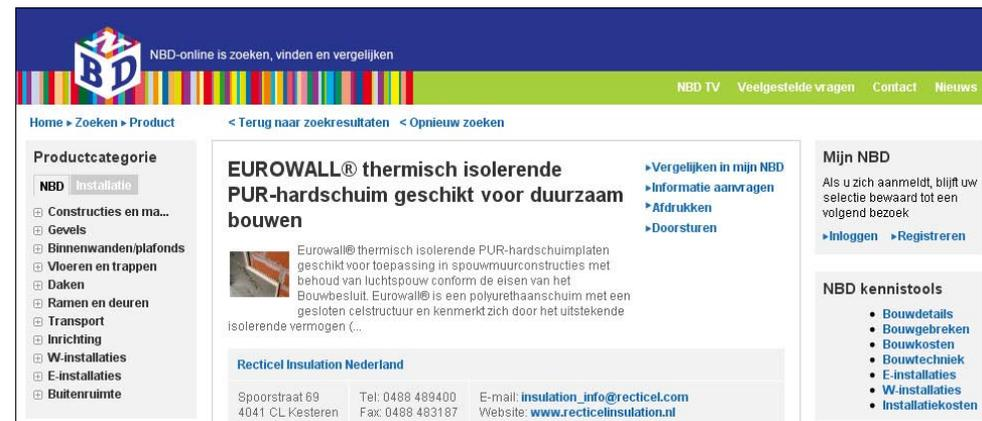 NBD
NBD-online is zoeken, vinden en vergelijken
NBD TV Veelgestelde vragen Contact Nieuws
Home ▸ Zoeken ▸ Product
< Terug naar zoekresultaten < Opnieuw zoeken
Productcategorie
NBD Installatie
Constructies en ma...
Gevels
Binnenwanden/plafonds
Vloeren en trappen
Daken
Ramen en deuren
Transport
Inrichting
W-installaties
E-installaties
Buitenruimte
EUROWALL® thermisch isolerende
PUR-hardschuim geschikt voor duurzaam
bouwen
▸Vergelijken in mijn NBD
▸Informatie aanvragen
▸Afdrukken
▸Doorsturen
Eurowall® thermisch isolerende PUR-hardschuimplaten
geschikt voor toepassing in spouwmuurconstructies met
behoud van luchtspouw conform de eisen van het
Bouwbesluit. Eurowall® is een polyurethaanschuim met een
gesloten celstructuur en kenmerkt zich door het uitstekende
isolerende vermogen (...
Recticel Insulation Nederland
Spoorstraat 69 Tel: 0488 489400 E-mail: insulation_info@recticel.com
4041 CL Kesteren Fax: 0488 483187 Website: www.recticelinsulation.nl
Mijn NBD
Als u zich aanmeldt, blijft uw
selectie bewaard tot een
volgend bezoek
▸Inloggen ▸Registreren
NBD kennistools
• Bouwdetails
• Bouwgebreken
• Bouwkosten
• Bouwtechniek
• E-installaties
• W-installaties
• Installatiekosten